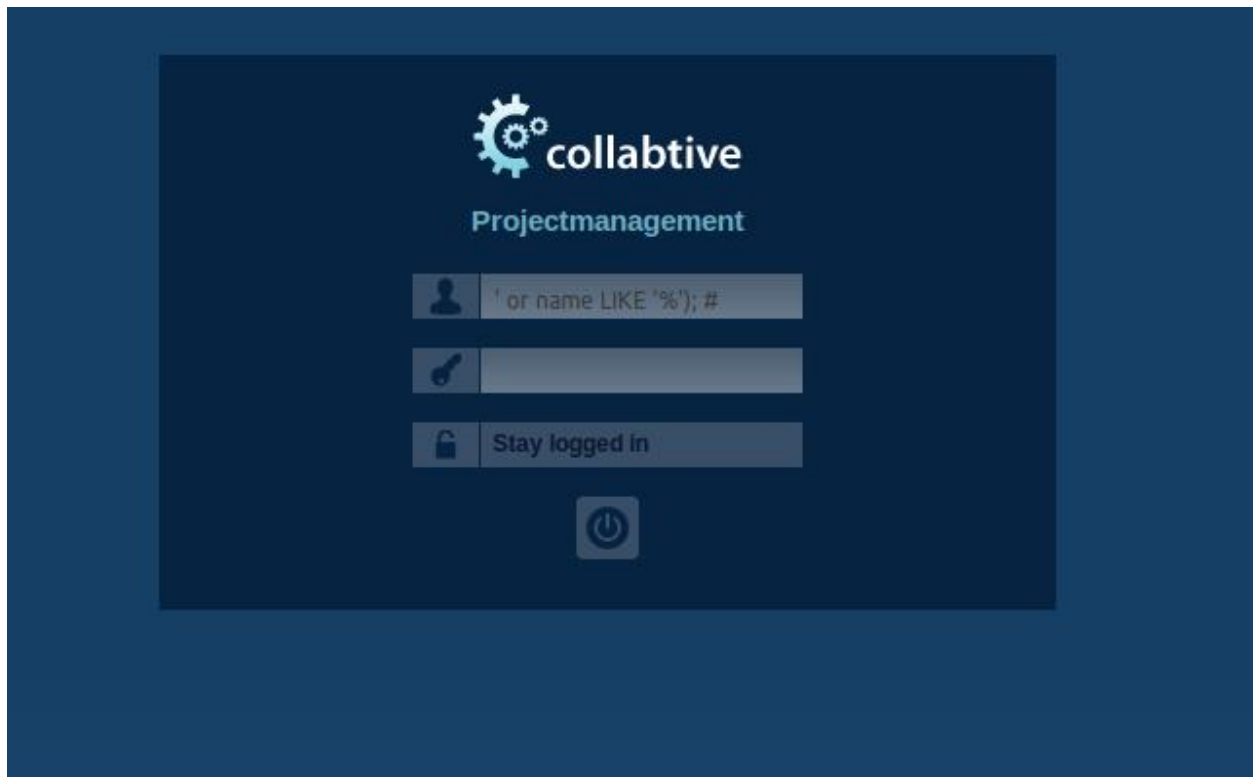 collabtive
Projectmanagement
' or name LIKE '%'); #
Stay logged in